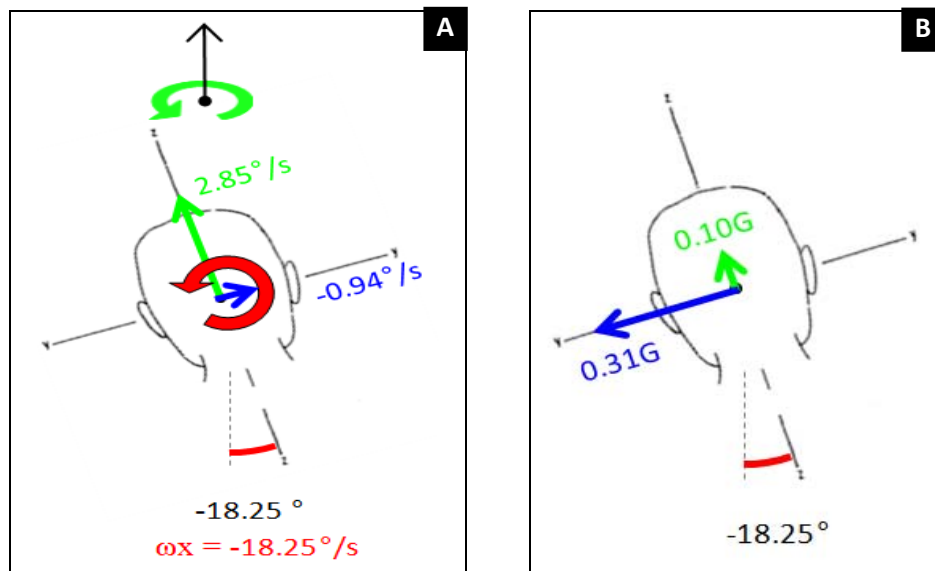 A
z
2.85°/s
y
-0.94°/s
y
z
-18.25 °
ωx = -18.25°/s
B
z
0.10G
y
y
0.31G
z
-18.25°